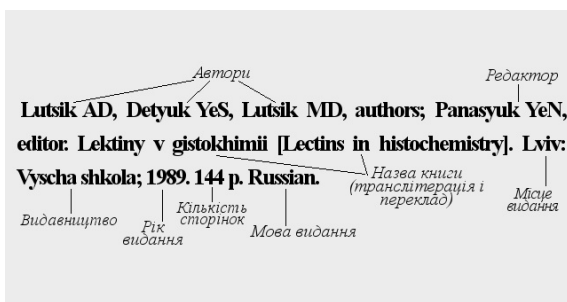 Автори
Редактор
Lutsik AD, Detyuk YeS, Lutsik MD, authors; Panasyuk YeN,
editor. Lektiny v gistokhimii [Lectins in histochemistry]. Lviv:
Vyscha shkola; 1989. 144 p. Russian.
Видавництво
Рік
видання
Кількість
сторінок
Мова видання
Назва книги
(транслітерація і
переклад)
Місце
видання